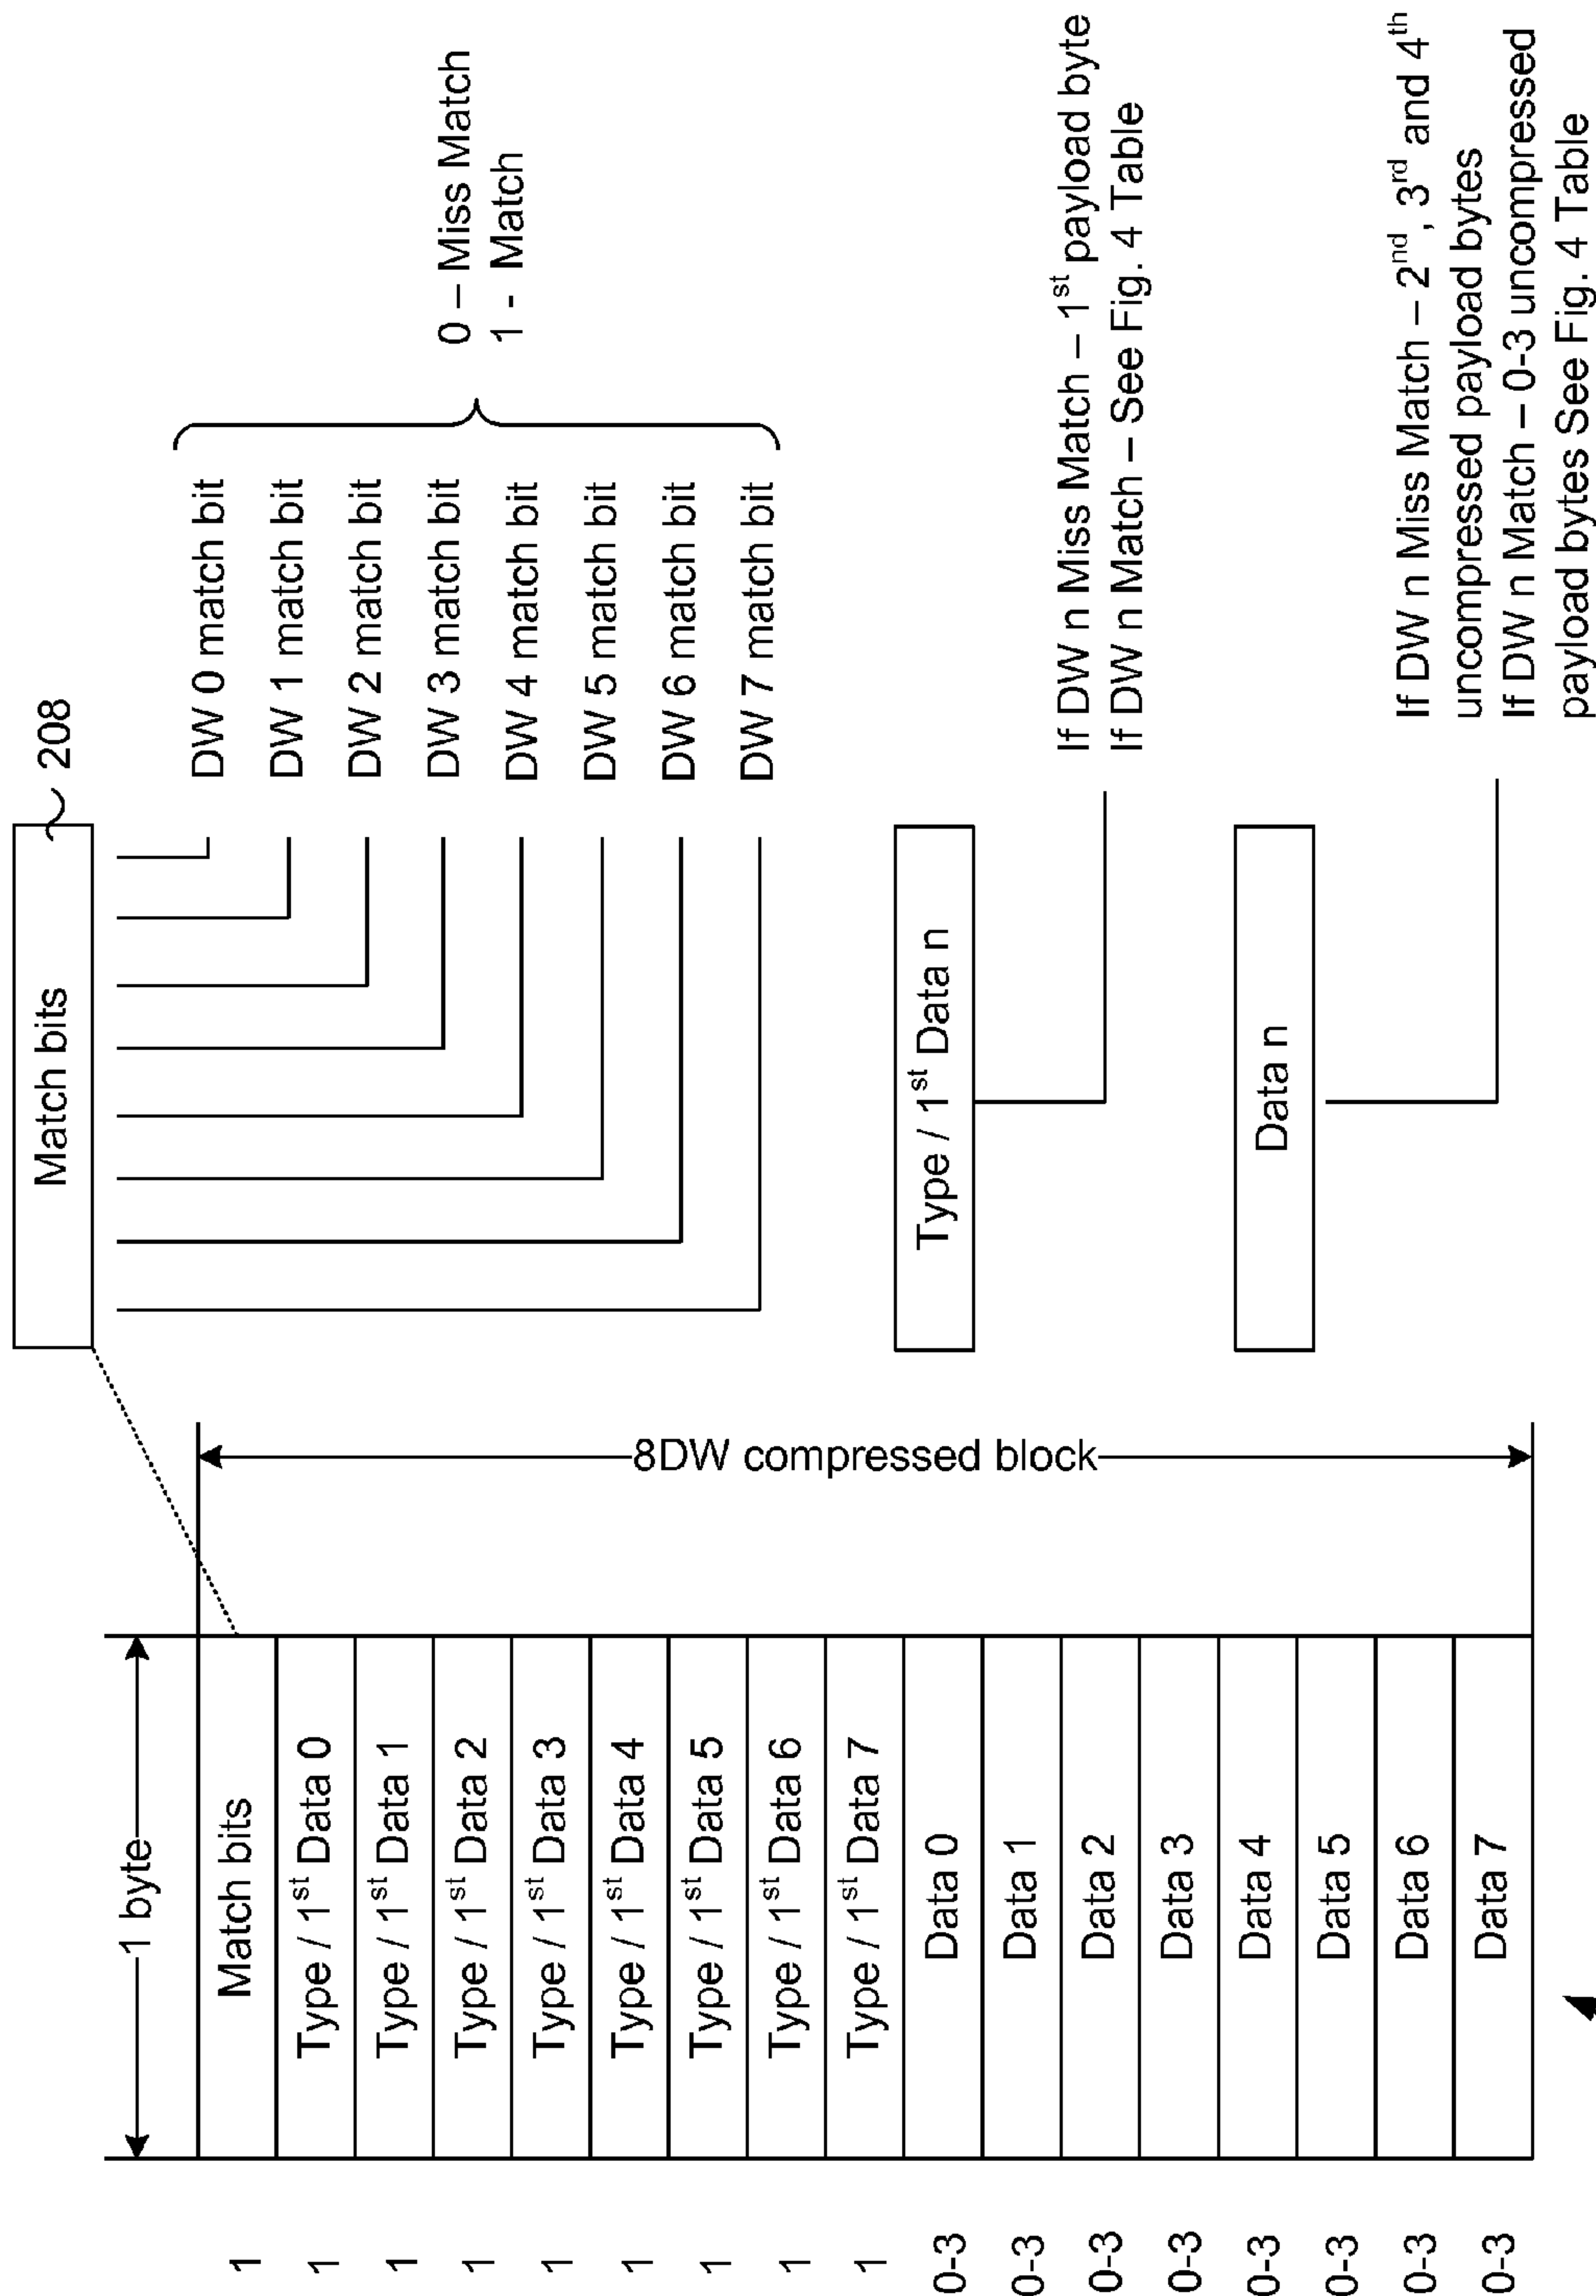 1 byte
1 Match bits
1 Type / 1st Data 0
1 Type / 1st Data 1
1 Type / 1st Data 2
1 Type / 1st Data 3
1 Type / 1st Data 4
1 Type / 1st Data 5
1 Type / 1st Data 6
1 Type / 1st Data 7
0-3 Data 0
0-3 Data 1
0-3 Data 2
0-3 Data 3
0-3 Data 4
0-3 Data 5
0-3 Data 6
0-3 Data 7
8DW compressed block
Match bits
208
DW 0 match bit
DW 1 match bit
DW 2 match bit
DW 3 match bit
DW 4 match bit
DW 5 match bit
DW 6 match bit
DW 7 match bit
0 – Miss Match
1 - Match
Type / 1st Data n
If DW n Miss Match – 1st payload byte
If DW n Match – See Fig. 4 Table
Data n
If DW n Miss Match – 2nd, 3rd and 4th
uncompressed payload bytes
If DW n Match – 0-3 uncompressed
payload bytes See Fig. 4 Table